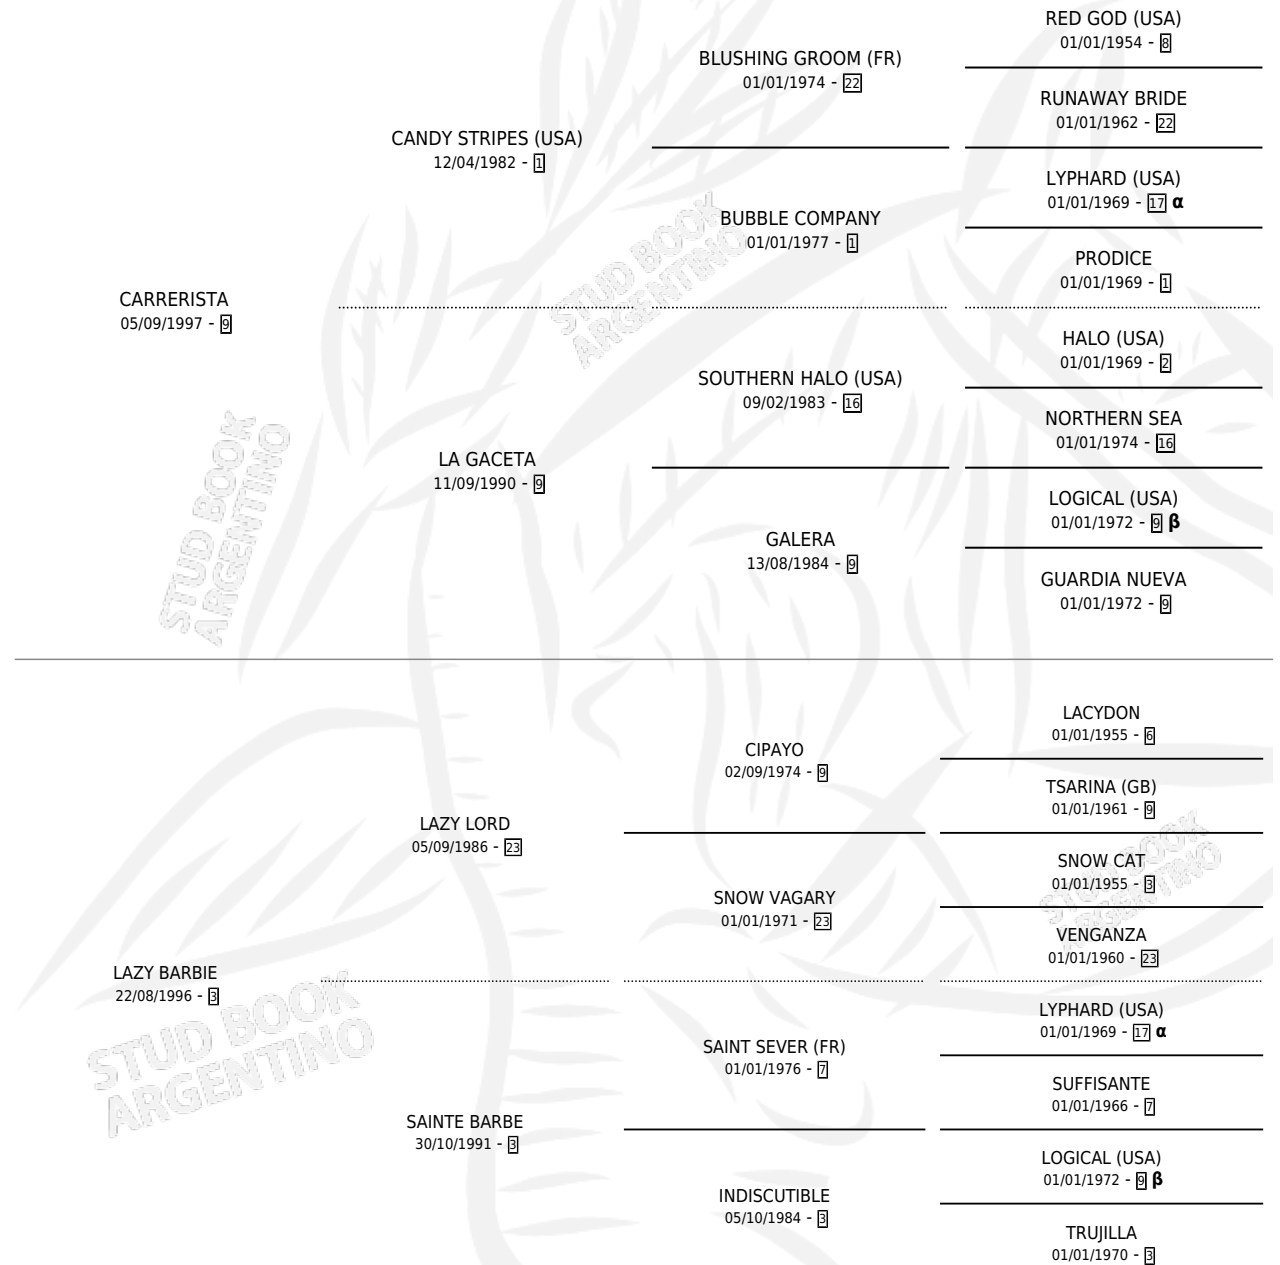 RED GOD (USA)
01/01/1954 - 8
BLUSHING GROOM (FR)
01/01/1974 - 22
RUNAWAY BRIDE
01/01/1962 - 22
CANDY STRIPES (USA)
12/04/1982 - 1
LYPHARD (USA)
01/01/1969 - 17 α
BUBBLE COMPANY
01/01/1977 - 1
PRODICE
01/01/1969 - 1
CARRERISTA
05/09/1997 - 9
HALO (USA)
01/01/1969 - 2
SOUTHERN HALO (USA)
09/02/1983 - 16
NORTHERN SEA
01/01/1974 - 16
LA GACETA
11/09/1990 - 9
LOGICAL (USA)
01/01/1972 - 9 β
GALERA
13/08/1984 - 9
GUARDIA NUEVA
01/01/1972 - 9
LACYDON
01/01/1955 - 6
CIPAYO
02/09/1974 - 9
TSARINA (GB)
01/01/1961 - 9
LAZY LORD
05/09/1986 - 23
SNOW CAT
01/01/1955 - 3
SNOW VAGARY
01/01/1971 - 23
VENGANZA
01/01/1960 - 23
LAZY BARBIE
22/08/1996 - 3
LYPHARD (USA)
01/01/1969 - 17 α
SAINT SEVER (FR)
01/01/1976 - 7
SUFFISANTE
01/01/1966 - 7
SAINTE BARBE
30/10/1991 - 3
LOGICAL (USA)
01/01/1972 - 9 β
INDISCUTIBLE
05/10/1984 - 3
TRUJILLA
01/01/1970 - 3
STUD BOOK
ARGENTINO
STUD BOOK
ARGENTINO
STUD BOOK
ARGENTINO
STUD BOOK
ARGENTINO